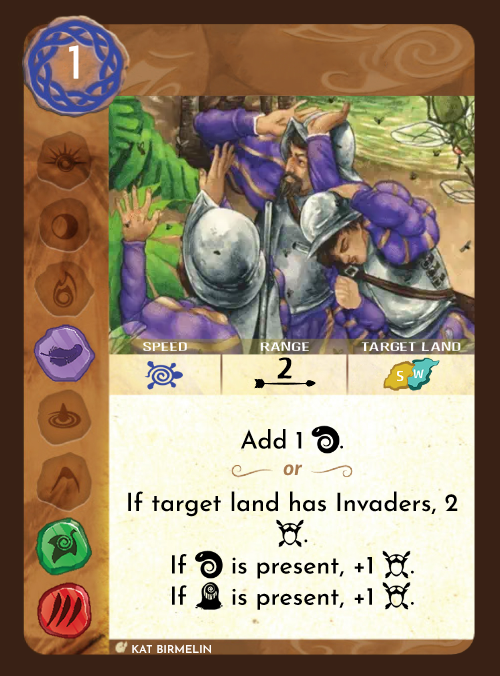 1
SPEED
RANGE
TARGET LAND
2
S W
Add 1 .
or
If target land has Invaders, 2
.
If is present, +1 .
If is present, +1 .
KAT BIRMELIN